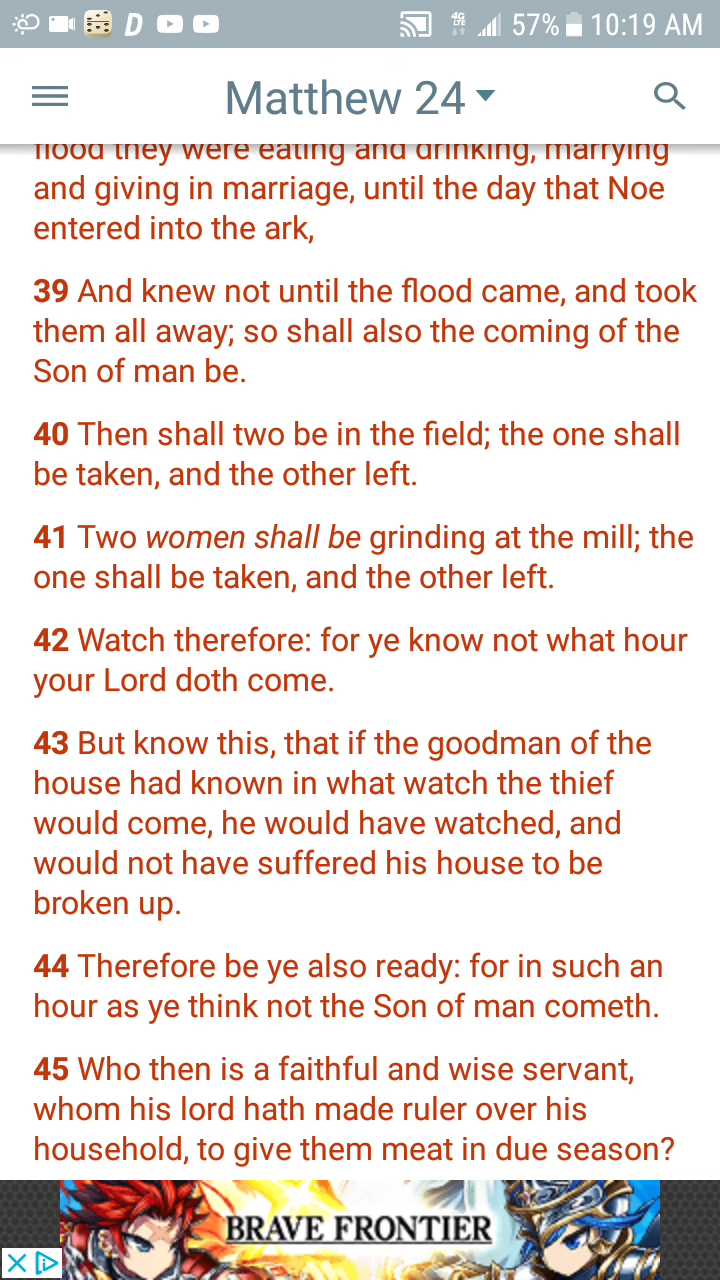 D 4G LTE 57% 10:19 AM
Matthew 24
flood they were eating and drinking, marrying
and giving in marriage, until the day that Noe
entered into the ark,
39 And knew not until the flood came, and took
them all away; so shall also the coming of the
Son of man be.
40 Then shall two be in the field; the one shall
be taken, and the other left.
41 Two women shall be grinding at the mill; the
one shall be taken, and the other left.
42 Watch therefore: for ye know not what hour
your Lord doth come.
43 But know this, that if the goodman of the
house had known in what watch the thief
would come, he would have watched, and
would not have suffered his house to be
broken up.
44 Therefore be ye also ready: for in such an
hour as ye think not the Son of man cometh.
45 Who then is a faithful and wise servant,
whom his lord hath made ruler over his
household, to give them meat in due season?
BRAVE FRONTIER